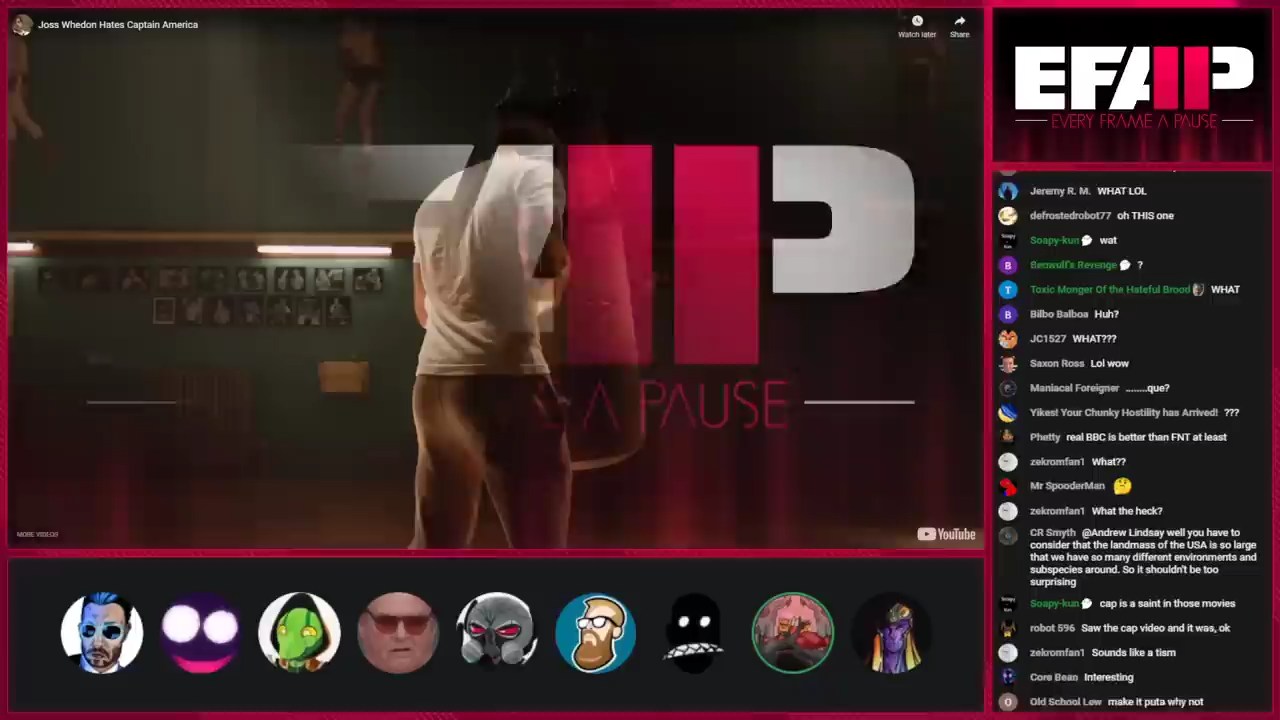 Joss Whedon Hates Captain America
Watch later
Share
P
A PAUSE
MORE VIDEOS
YouTube
EFAP
EVERY FRAME A PAUSE
Jeremy R. M. WHAT LOL
defrostedrobot77 oh THIS one
Soapy-kun wat
Beowulf's Revenge ?
Toxic Monger Of the Hateful Brood WHAT
Bilbo Balboa Huh?
JC1527 WHAT???
Saxon Ross Lol wow
Maniacal Foreigner ........que?
Yikes! Your Chunky Hostility has Arrived! ???
Phetty real BBC is better than FNT at least
zekromfan1 What??
Mr SpooderMan 🤔
zekromfan1 What the heck?
CR Smyth @Andrew Lindsay well you have to
consider that the landmass of the USA is so large
that we have so many different environments and
subspecies around. So it shouldn't be too
surprising
Soapy-kun cap is a saint in those movies
robot 596 Saw the cap video and it was, ok
zekromfan1 Sounds like a tism
Core Bean Interesting
Old School Lew make it puta why not